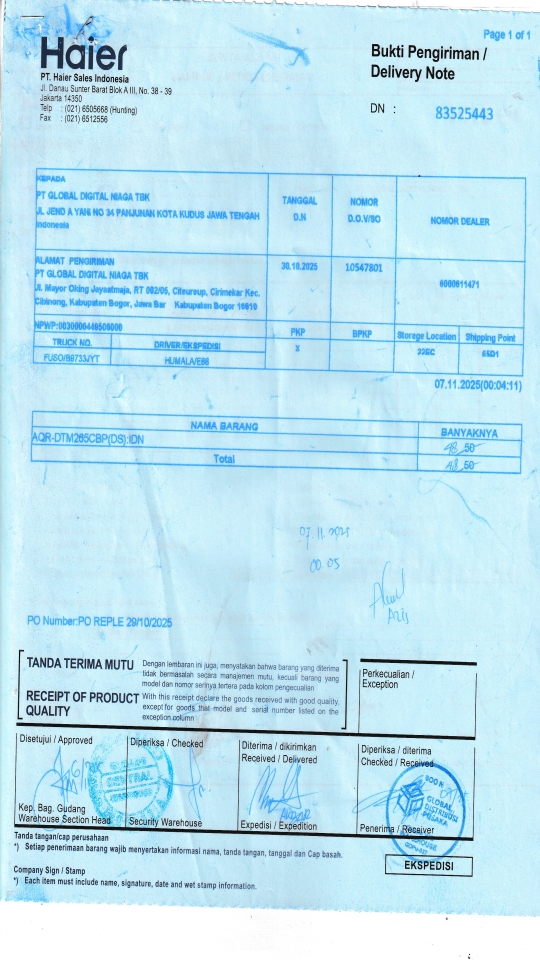 Page 1 of 1
Haier
Bukti Pengiriman /
Delivery Note
PT. Haier Sales Indonesia
Jl. Danau Sunter Barat Blok A III, No. 38 - 39
Jakarta 14350
Telp : (021) 6505668 (Hunting)
Fax : (021) 6512556
DN : 83525443
KEPADA
PT GLOBAL DIGITAL NIAGA TBK
JL JEND A YANI NO 34 PANJUNAN KOTA KUDUS JAWA TENGAH
Indonesia
TANGGAL
D.N
NOMOR
D.O.V/SO
NOMOR DEALER
ALAMAT PENGIRIMAN
PT GLOBAL DIGITAL NIAGA TBK
Jl. Mayor Oking Jayaatmaja, RT 002/05, Citeureup, Cirimekar Kec.
Cibinong, Kabupaten Bogor, Jawa Bar Kabupaten Bogor 16810
30.10.2025
10547801
8000611471
NPWP:0030006446506000
PKP
BPKP
Storage Location
Shipping Point
TRUCK NO.
DRIVER/EKSPEDISI
X
22EC
65D1
FUSO/B9733JYT
HUMALA/E66
07.11.2025(00:04:11)
NAMA BARANG
BANYAKNYA
AQR-DTM265CBP(DS):IDN
48 50
Total
48 50
07.11.2025
00.05
Azis
PO Number:PO REPLE 29/10/2025
TANDA TERIMA MUTU
Dengan lembaran ini juga, menyatakan bahwa barang yang diterima
tidak bermasalah secara manajemen mutu, kecuali barang yang
model dan nomor serinya tertera pada kolom pengecualian
RECEIPT OF PRODUCT
QUALITY
With this receipt declare the goods received with good quality,
except for goods that model and serial number listed on the
exception column
Perkecualian /
Exception
Disetujui / Approved
Diperiksa / Checked
Diterima / dikirimkan
Received / Delivered
Diperiksa / diterima
Checked / Received
GLOBAL
DISTRIBUSI
PUSAKA
Kep. Bag. Gudang
Warehouse Section Head
Security Warehouse
Expedisi / Expedition
Penerima / Receiver
Tanda tangan/cap perusahaan
*) Setiap penerimaan barang wajib menyertakan informasi nama, tanda tangan, tanggal dan Cap basah.
EKSPEDISI
Company Sign / Stamp
*) Each item must include name, signature, date and wet stamp information.